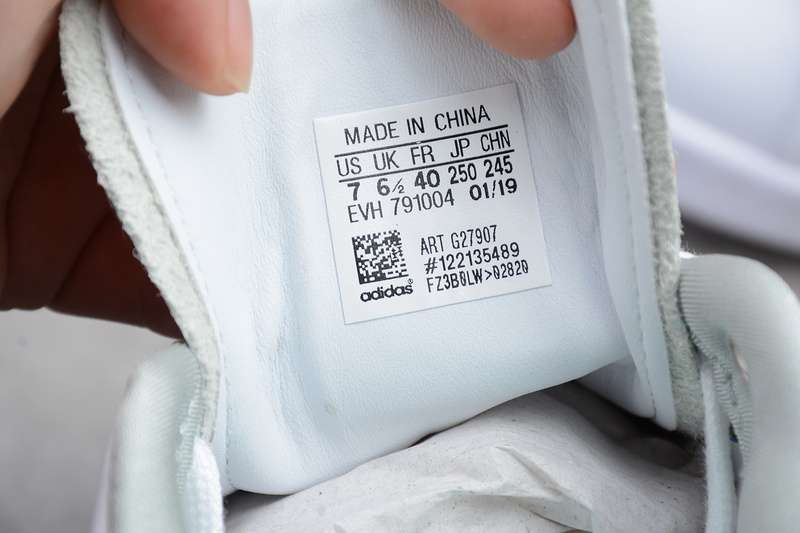 MADE IN CHINA
US UK FR JP CHN
7 6½ 40 250 245
EVH 791004 01/19
ART G27907
#122135489
FZ3B0LW>02820
adidas®